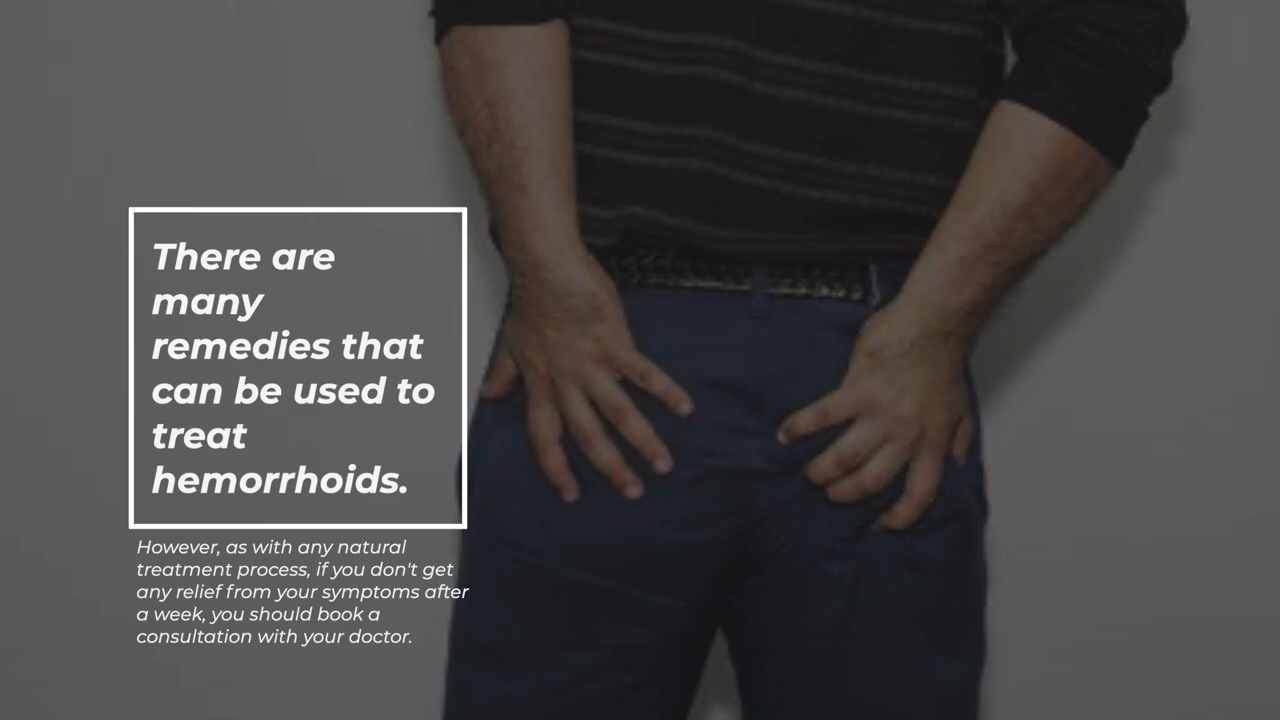 There are
many
remedies that
can be used to
treat
hemorrhoids.
However, as with any natural
treatment process, if you don't get
any relief from your symptoms after
a week, you should book a
consultation with your doctor.